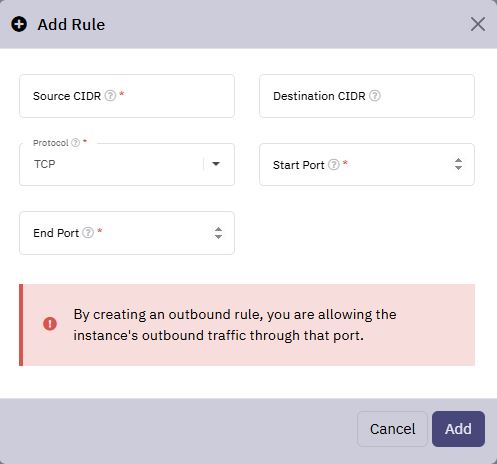 Add Rule
Source CIDR ? *
Destination CIDR ?
Protocol ? *
TCP
Start Port ? *
End Port ? *
By creating an outbound rule, you are allowing the
instance's outbound traffic through that port.
Cancel
Add